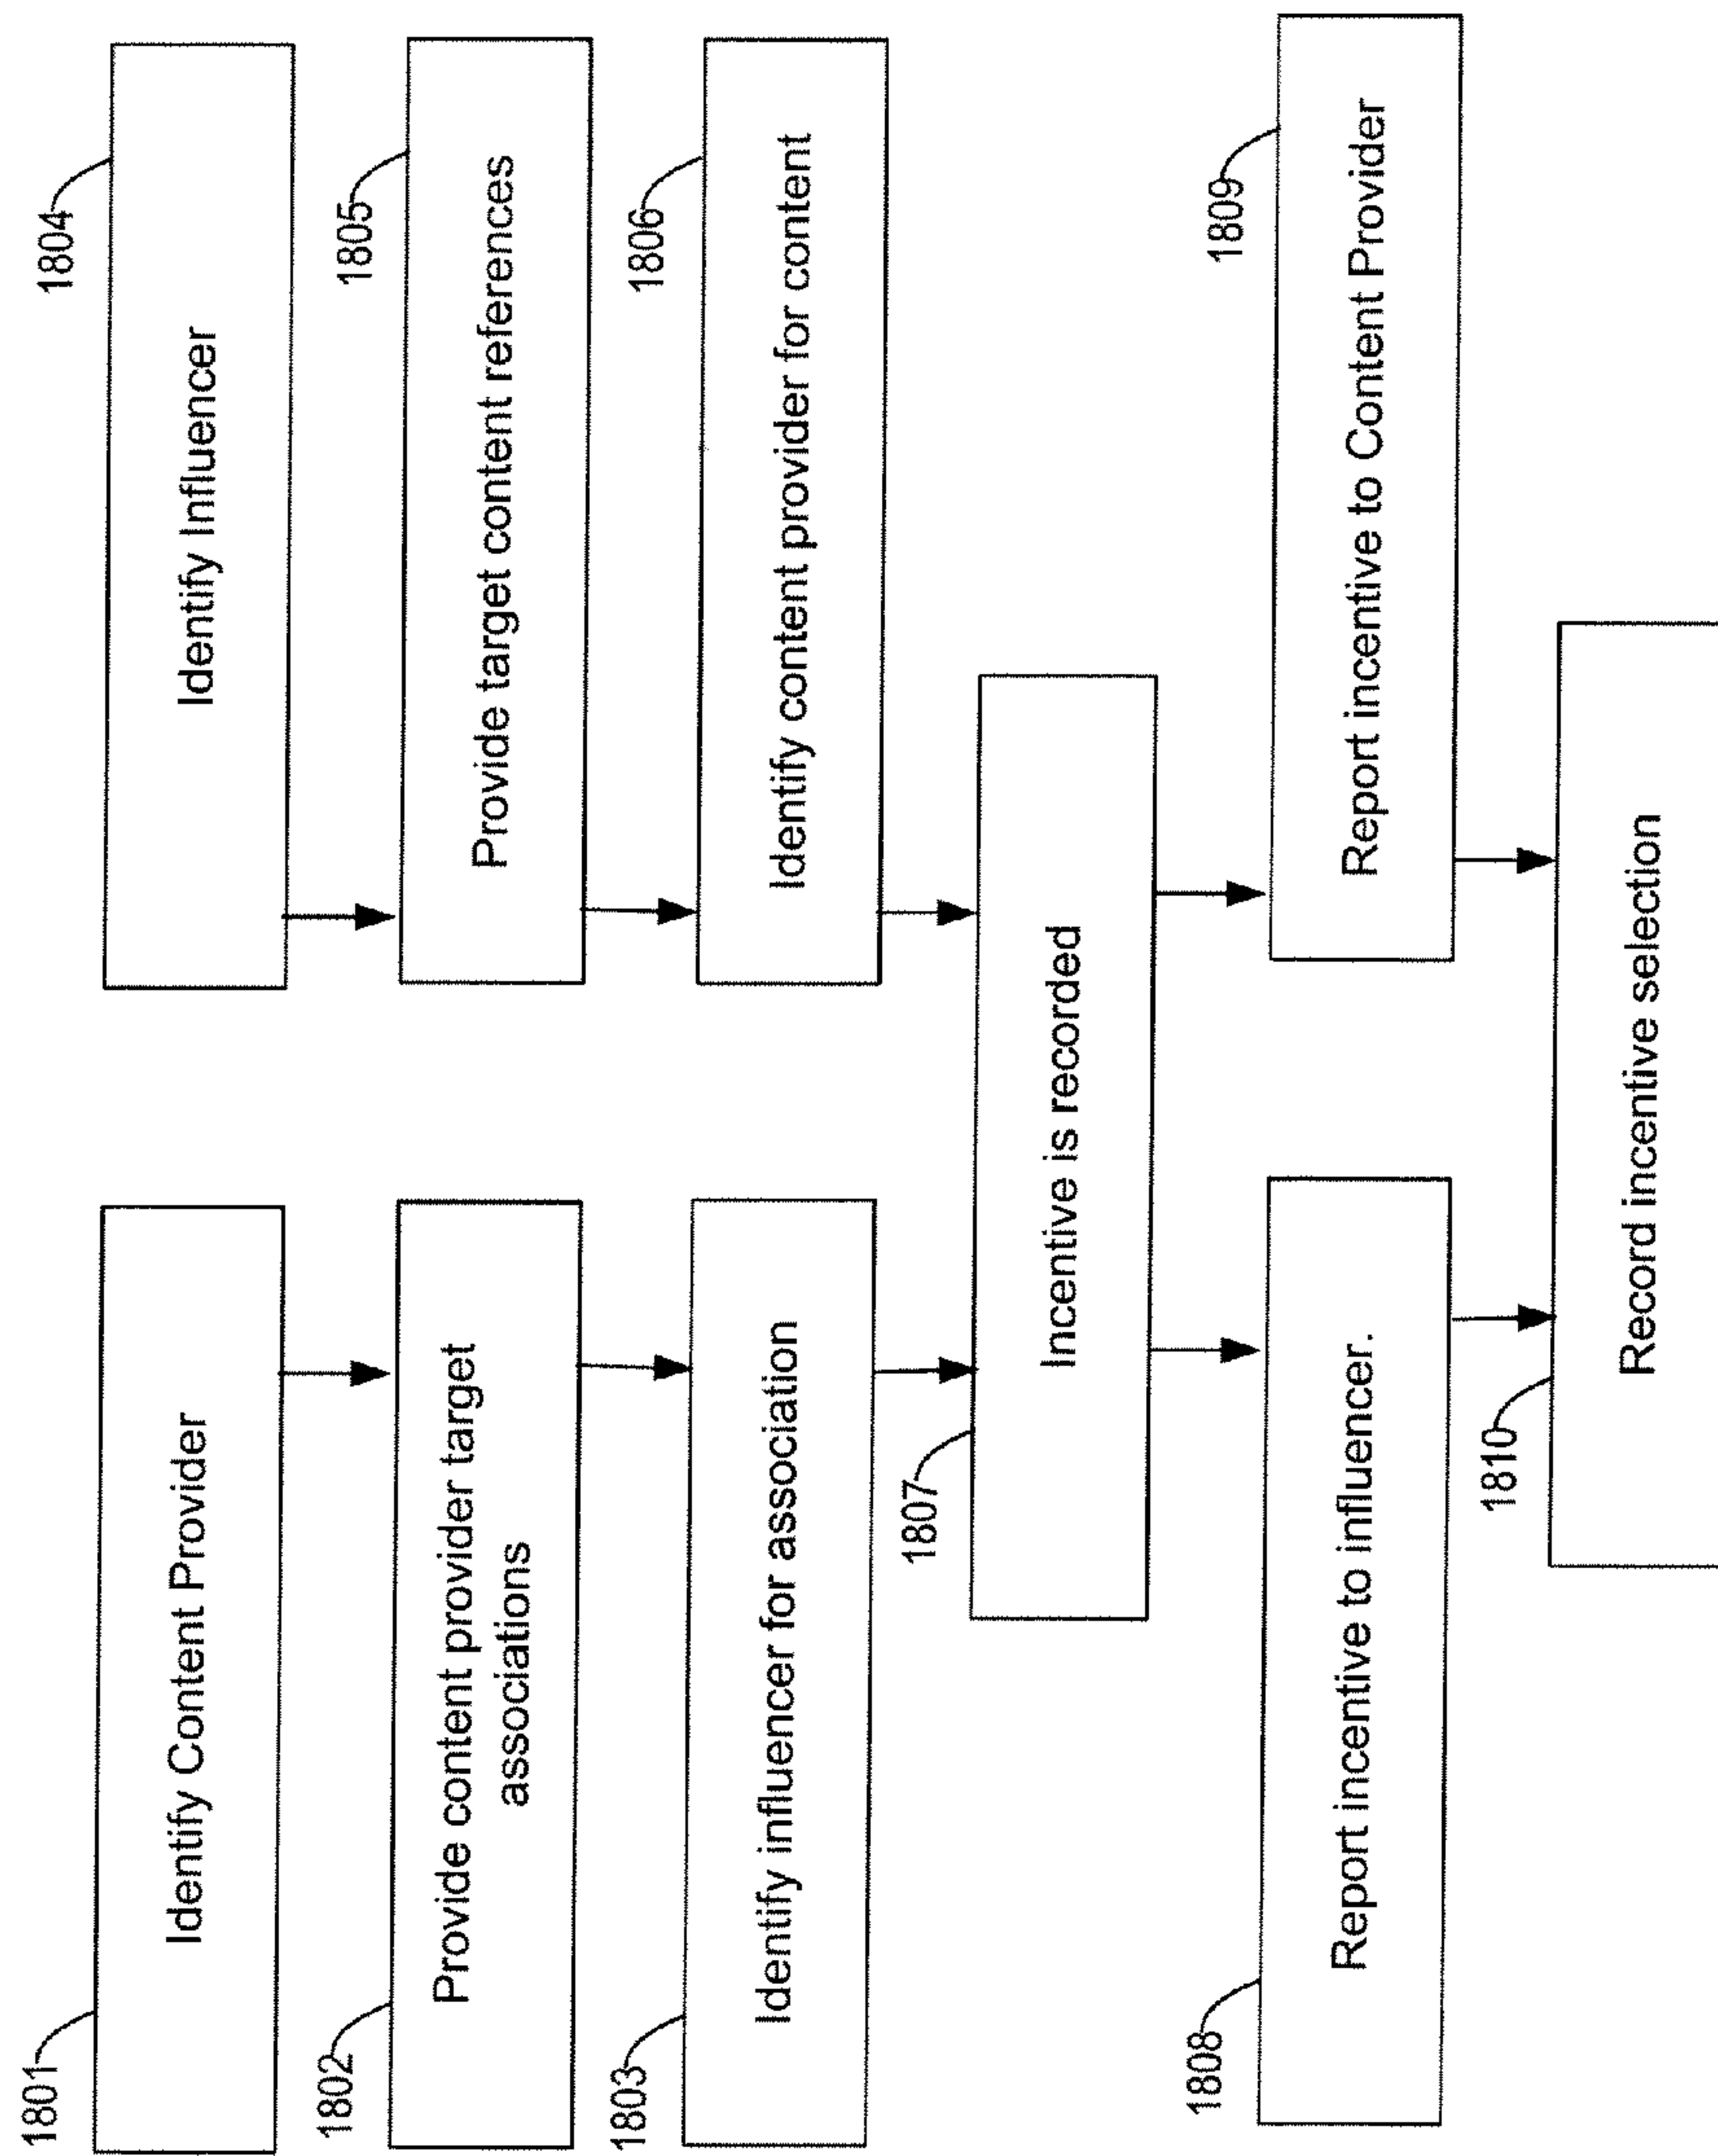 1801
Identify Content Provider
1804
Identify Influencer
1802
Provide content provider target
associations
1805
Provide target content references
1803
Identify influencer for association
1806
Identify content provider for content
1807
Incentive is recorded
1808
Report incentive to influencer.
1809
Report incentive to Content Provider
1810
Record incentive selection